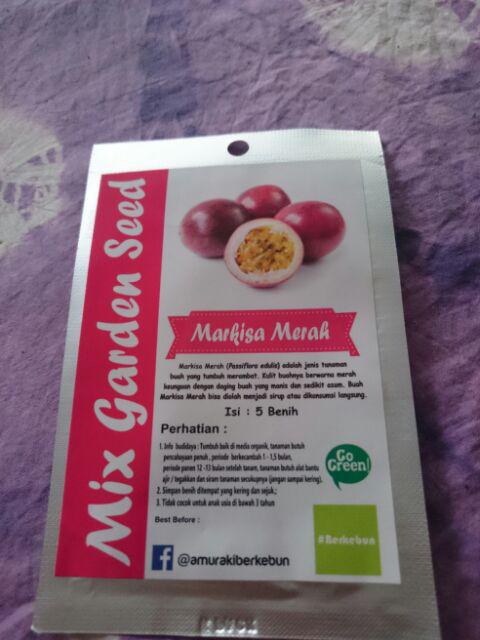 Mix Garden Seed
Markisa Merah
Markisa Merah (Passiflora edulis) adalah jenis tanaman
buah yang tumbuh merambat. Kulit buahnya berwarna merah
keunguan dengan daging buah yang manis dan sedikit asam. Buah
Markisa Merah bisa diolah menjadi sirup atau dikonsumsi langsung.
Isi : 5 Benih
Perhatian :
1. Info budidaya : Tumbuh baik di media organik, tanaman butuh
pencahayaan penuh , periode berkecambah 1 - 1,5 bulan,
periode panen 12 -13 bulan setelah tanam, tanaman butuh alat bantu
ajir / tegakkan dan siram tanaman secukupnya (jangan sampai kering).
2. Simpan benih ditempat yang kering dan sejuk.;
3. Tidak cocok untuk anak usia di bawah 3 tahun
Go
Green!
Best Before :
#Berkebun
f @amurakiberkebun